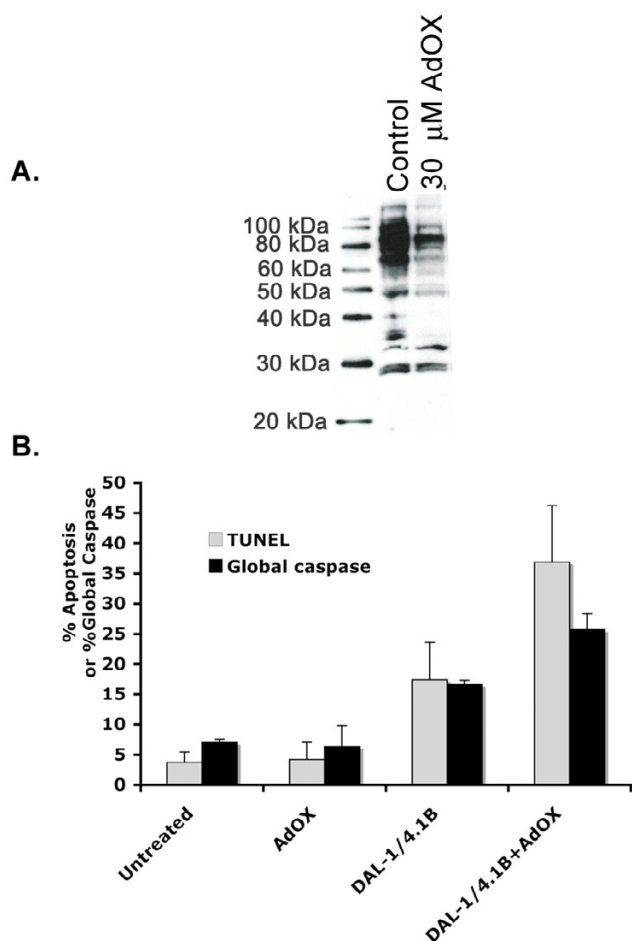 A.
Control
30 µM AdOX
100 kDa
80 kDa
60 kDa
50 kDa
40 kDa
30 kDa
20 kDa
B.
% Apoptosis
or %Global Caspase
50
45
40
35
30
25
20
15
10
5
0
TUNEL
Global caspase
Untreated
AdOX
DAL-1/4.1B
DAL-1/4.1B+AdOX